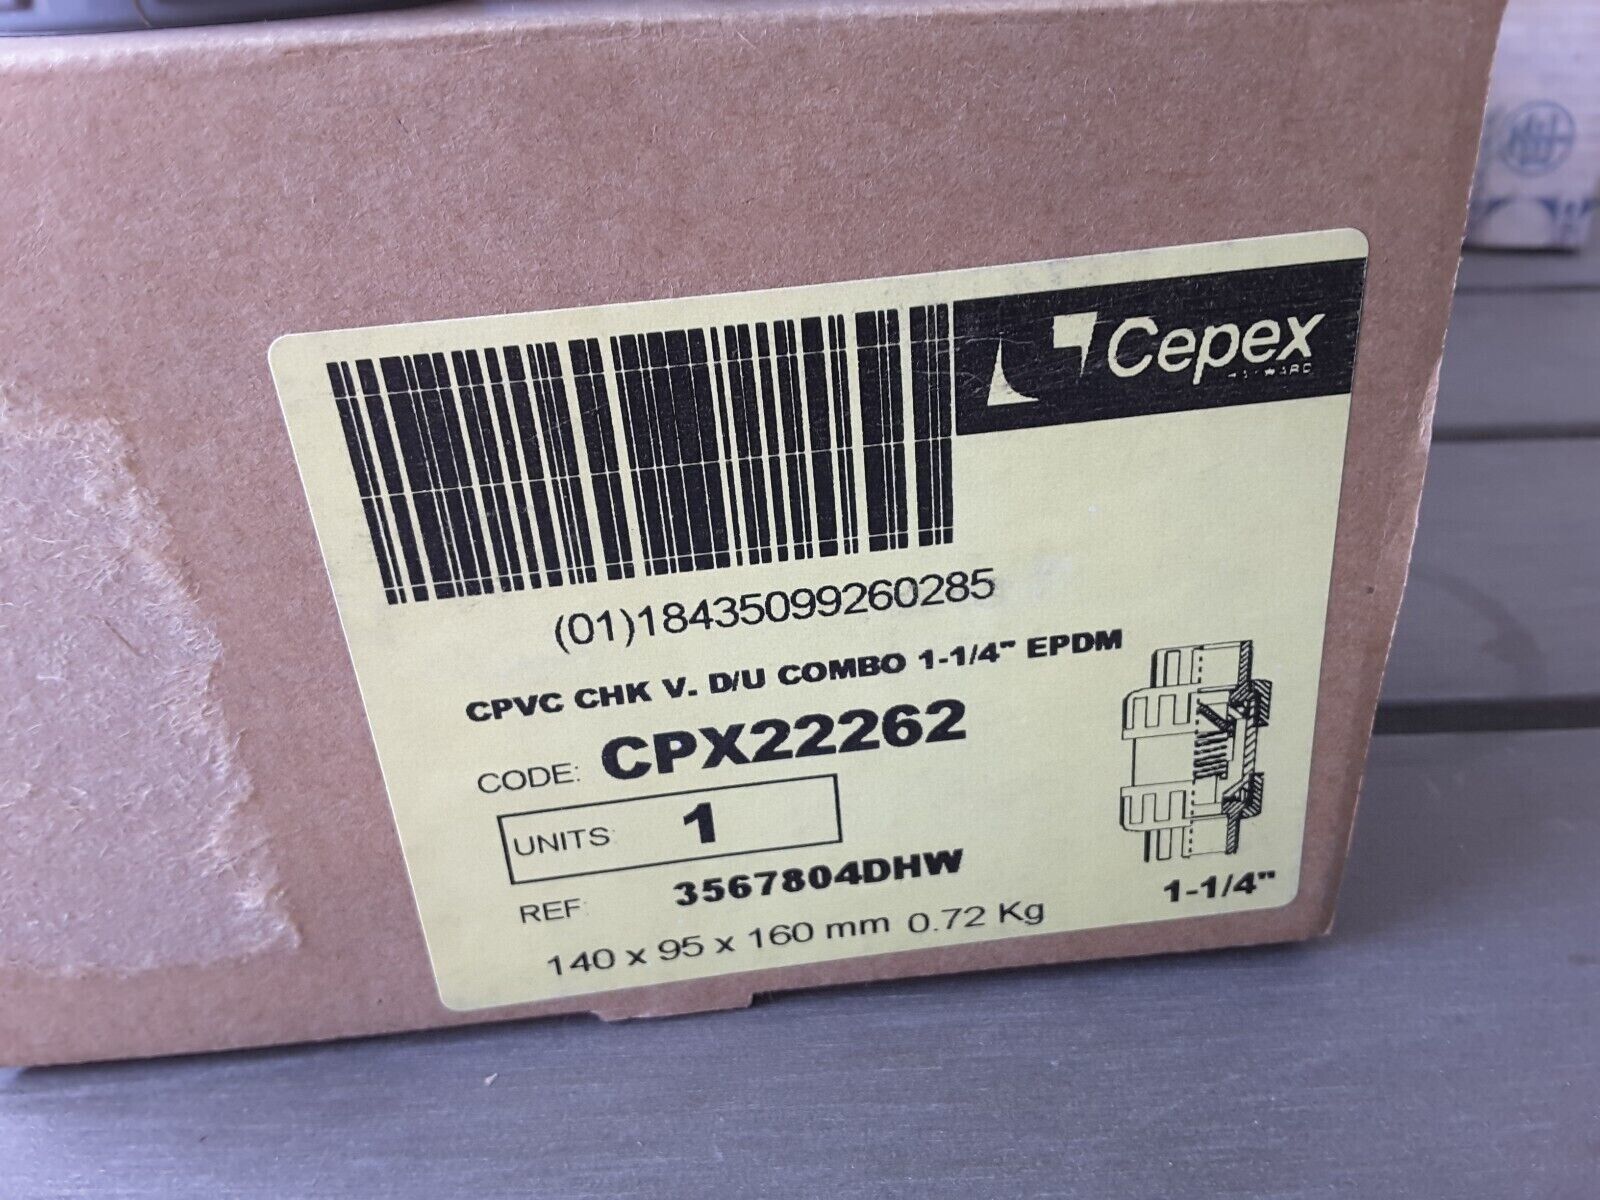 Cepex
(01)18435099260285
CPVC CHK V. D/U COMBO 1-1/4" EPDM
CODE: CPX22262
UNITS: 1
REF: 3567804DHW
140 x 95 x 160 mm 0.72 Kg
1-1/4"